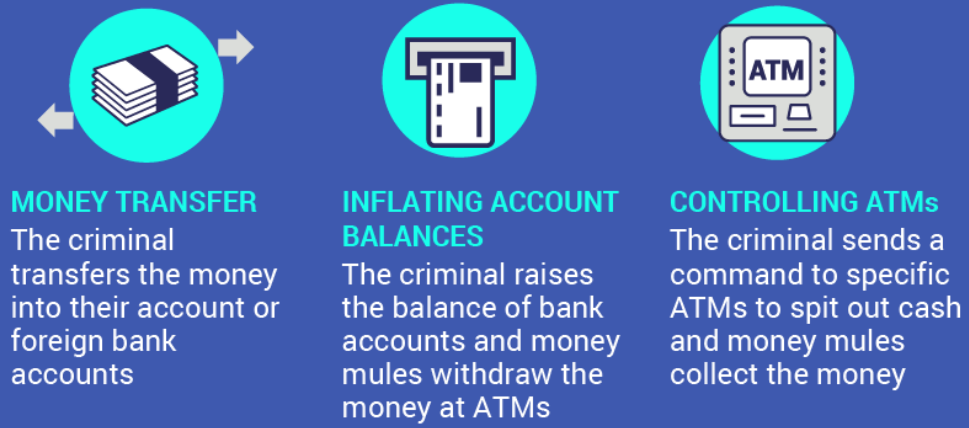 MONEY TRANSFER
The criminal
transfers the money
into their account or
foreign bank
accounts
INFLATING ACCOUNT
BALANCES
The criminal raises
the balance of bank
accounts and money
mules withdraw the
money at ATMs
ATM
CONTROLLING ATMs
The criminal sends a
command to specific
ATMs to spit out cash
and money mules
collect the money